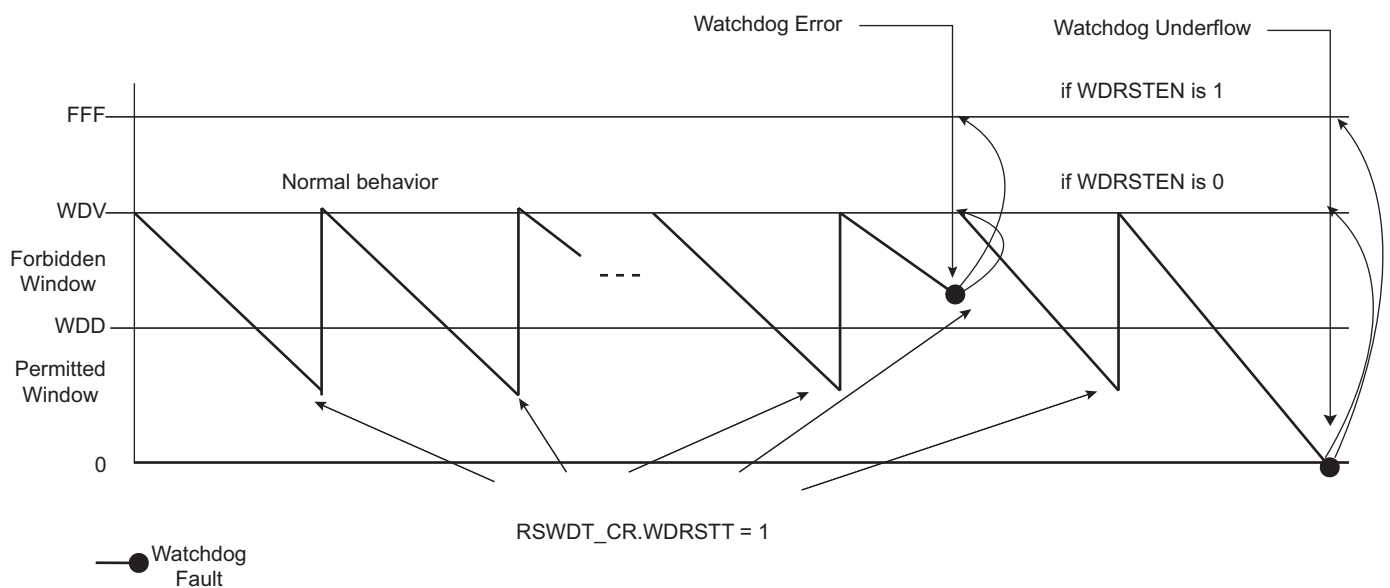 Watchdog Error
Watchdog Underflow
if WDRSTEN is 1
FFF
Normal behavior
if WDRSTEN is 0
WDV
Forbidden
Window
WDD
Permitted
Window
0
RSWDT_CR.WDRSTT = 1
Watchdog
Fault